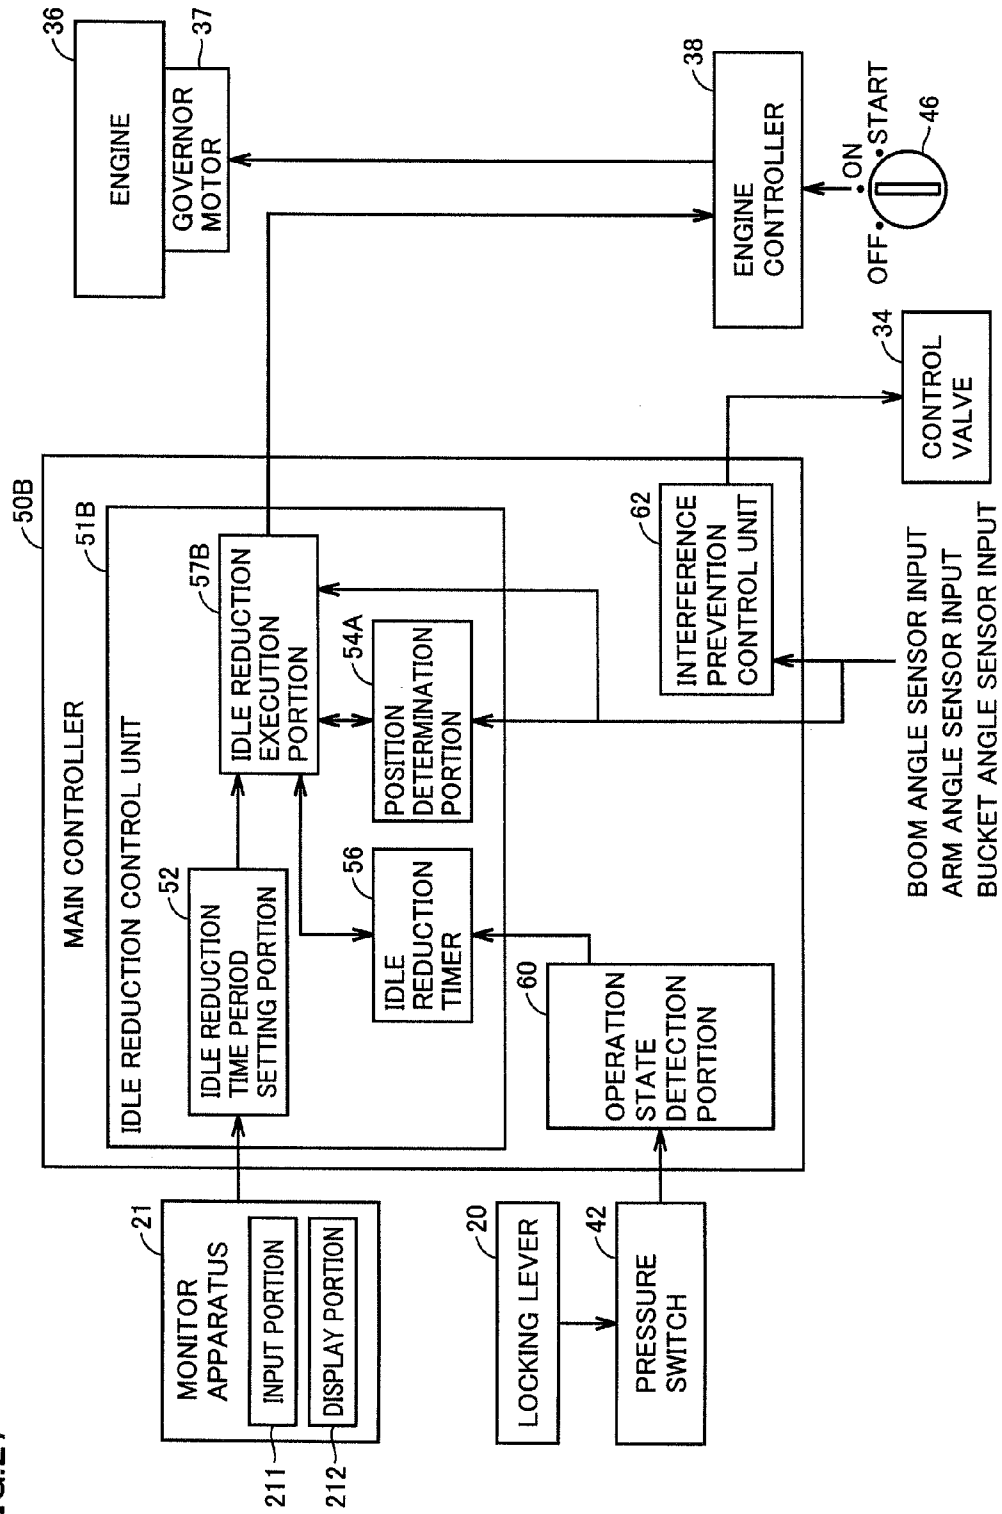 50B
MAIN CONTROLLER
51B
IDLE REDUCTION CONTROL UNIT
21
MONITOR
APPARATUS
INPUT PORTION
DISPLAY PORTION
211
212
52
IDLE REDUCTION
TIME PERIOD
SETTING PORTION
57B
IDLE REDUCTION
EXECUTION
PORTION
56
IDLE
REDUCTION
TIMER
54A
POSITION
DETERMINATION
PORTION
20
LOCKING LEVER
42
PRESSURE
SWITCH
60
OPERATION
STATE
DETECTION
PORTION
62
INTERFERENCE
PREVENTION
CONTROL UNIT
36
ENGINE
37
GOVERNOR
MOTOR
38
ENGINE
CONTROLLER
34
CONTROL
VALVE
OFF
ON
START
46
BOOM ANGLE SENSOR INPUT
ARM ANGLE SENSOR INPUT
BUCKET ANGLE SENSOR INPUT